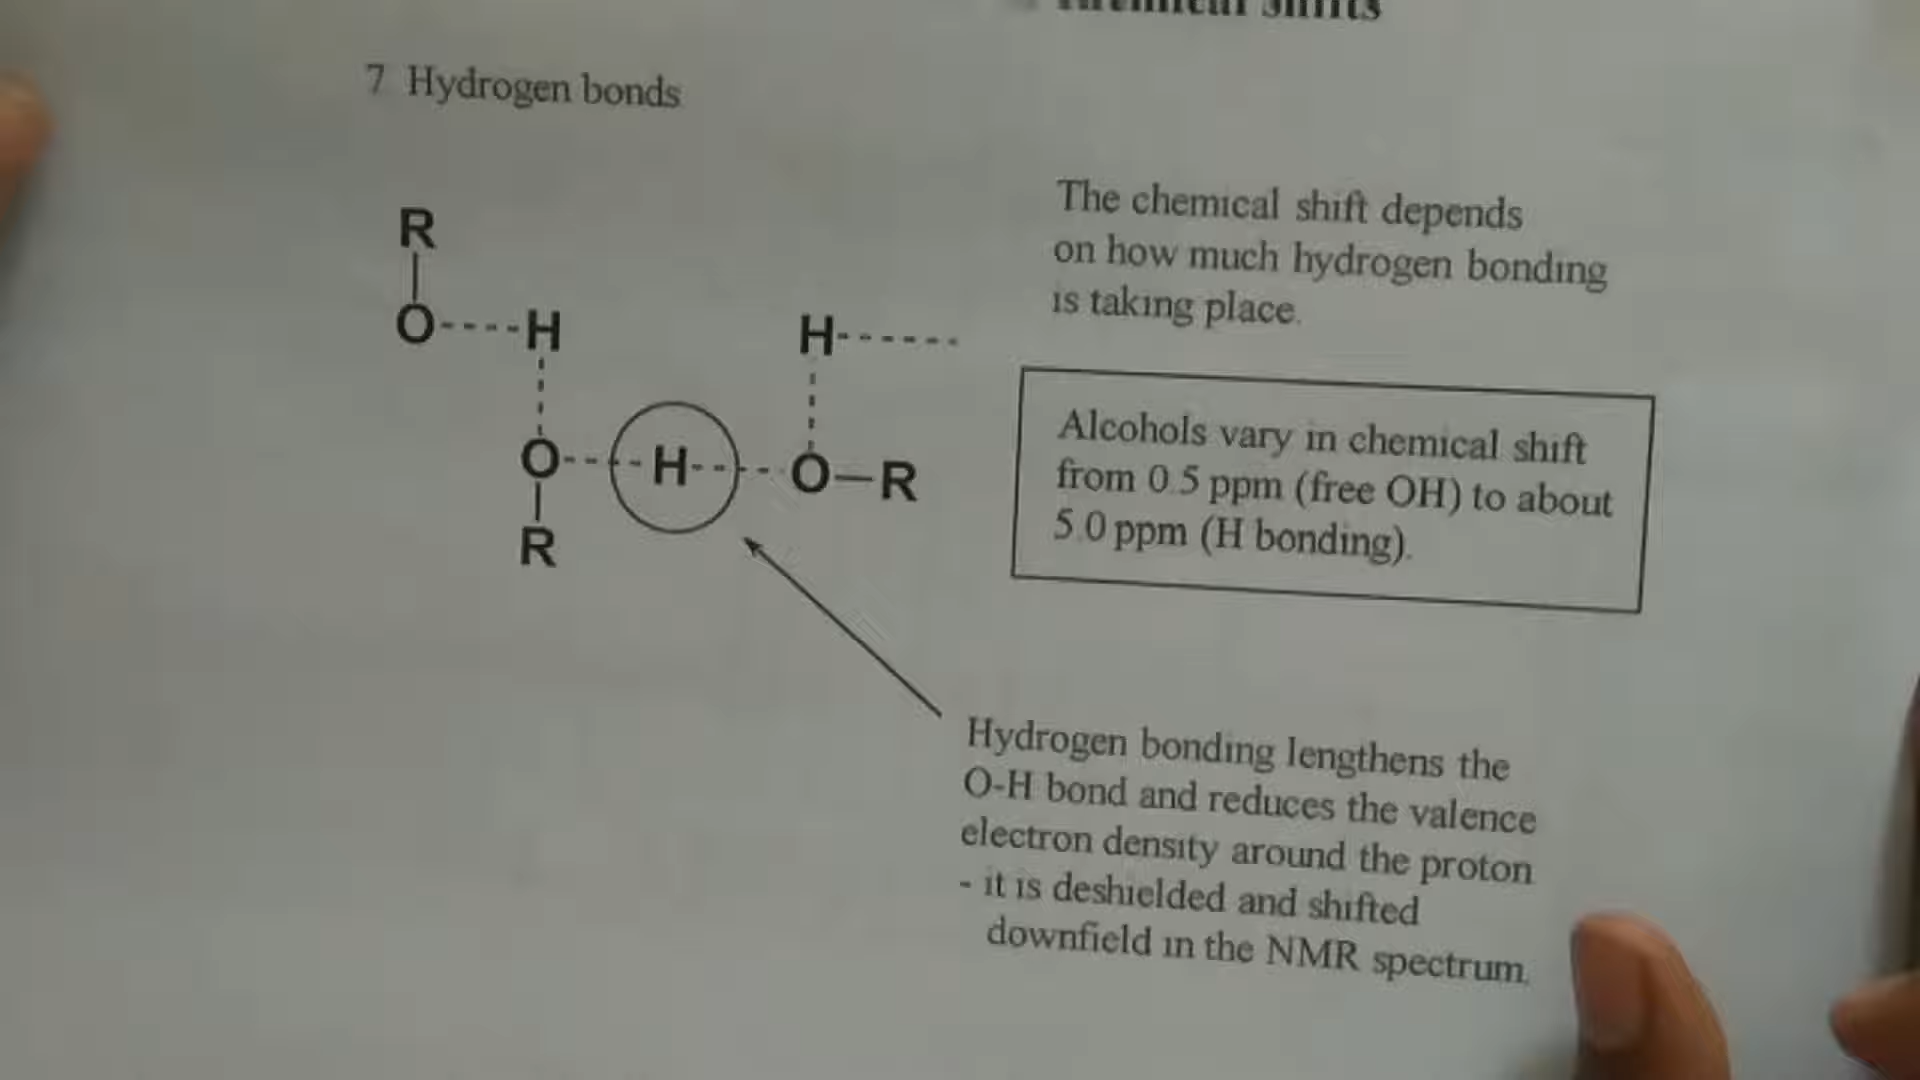 shifts
7 Hydrogen bonds
R
O H
H
O H O R
R
The chemical shift depends
on how much hydrogen bonding
is taking place.
Alcohols vary in chemical shift
from 0.5 ppm (free OH) to about
5.0 ppm (H bonding).
Hydrogen bonding lengthens the
O-H bond and reduces the valence
electron density around the proton
- it is deshielded and shifted
downfield in the NMR spectrum.